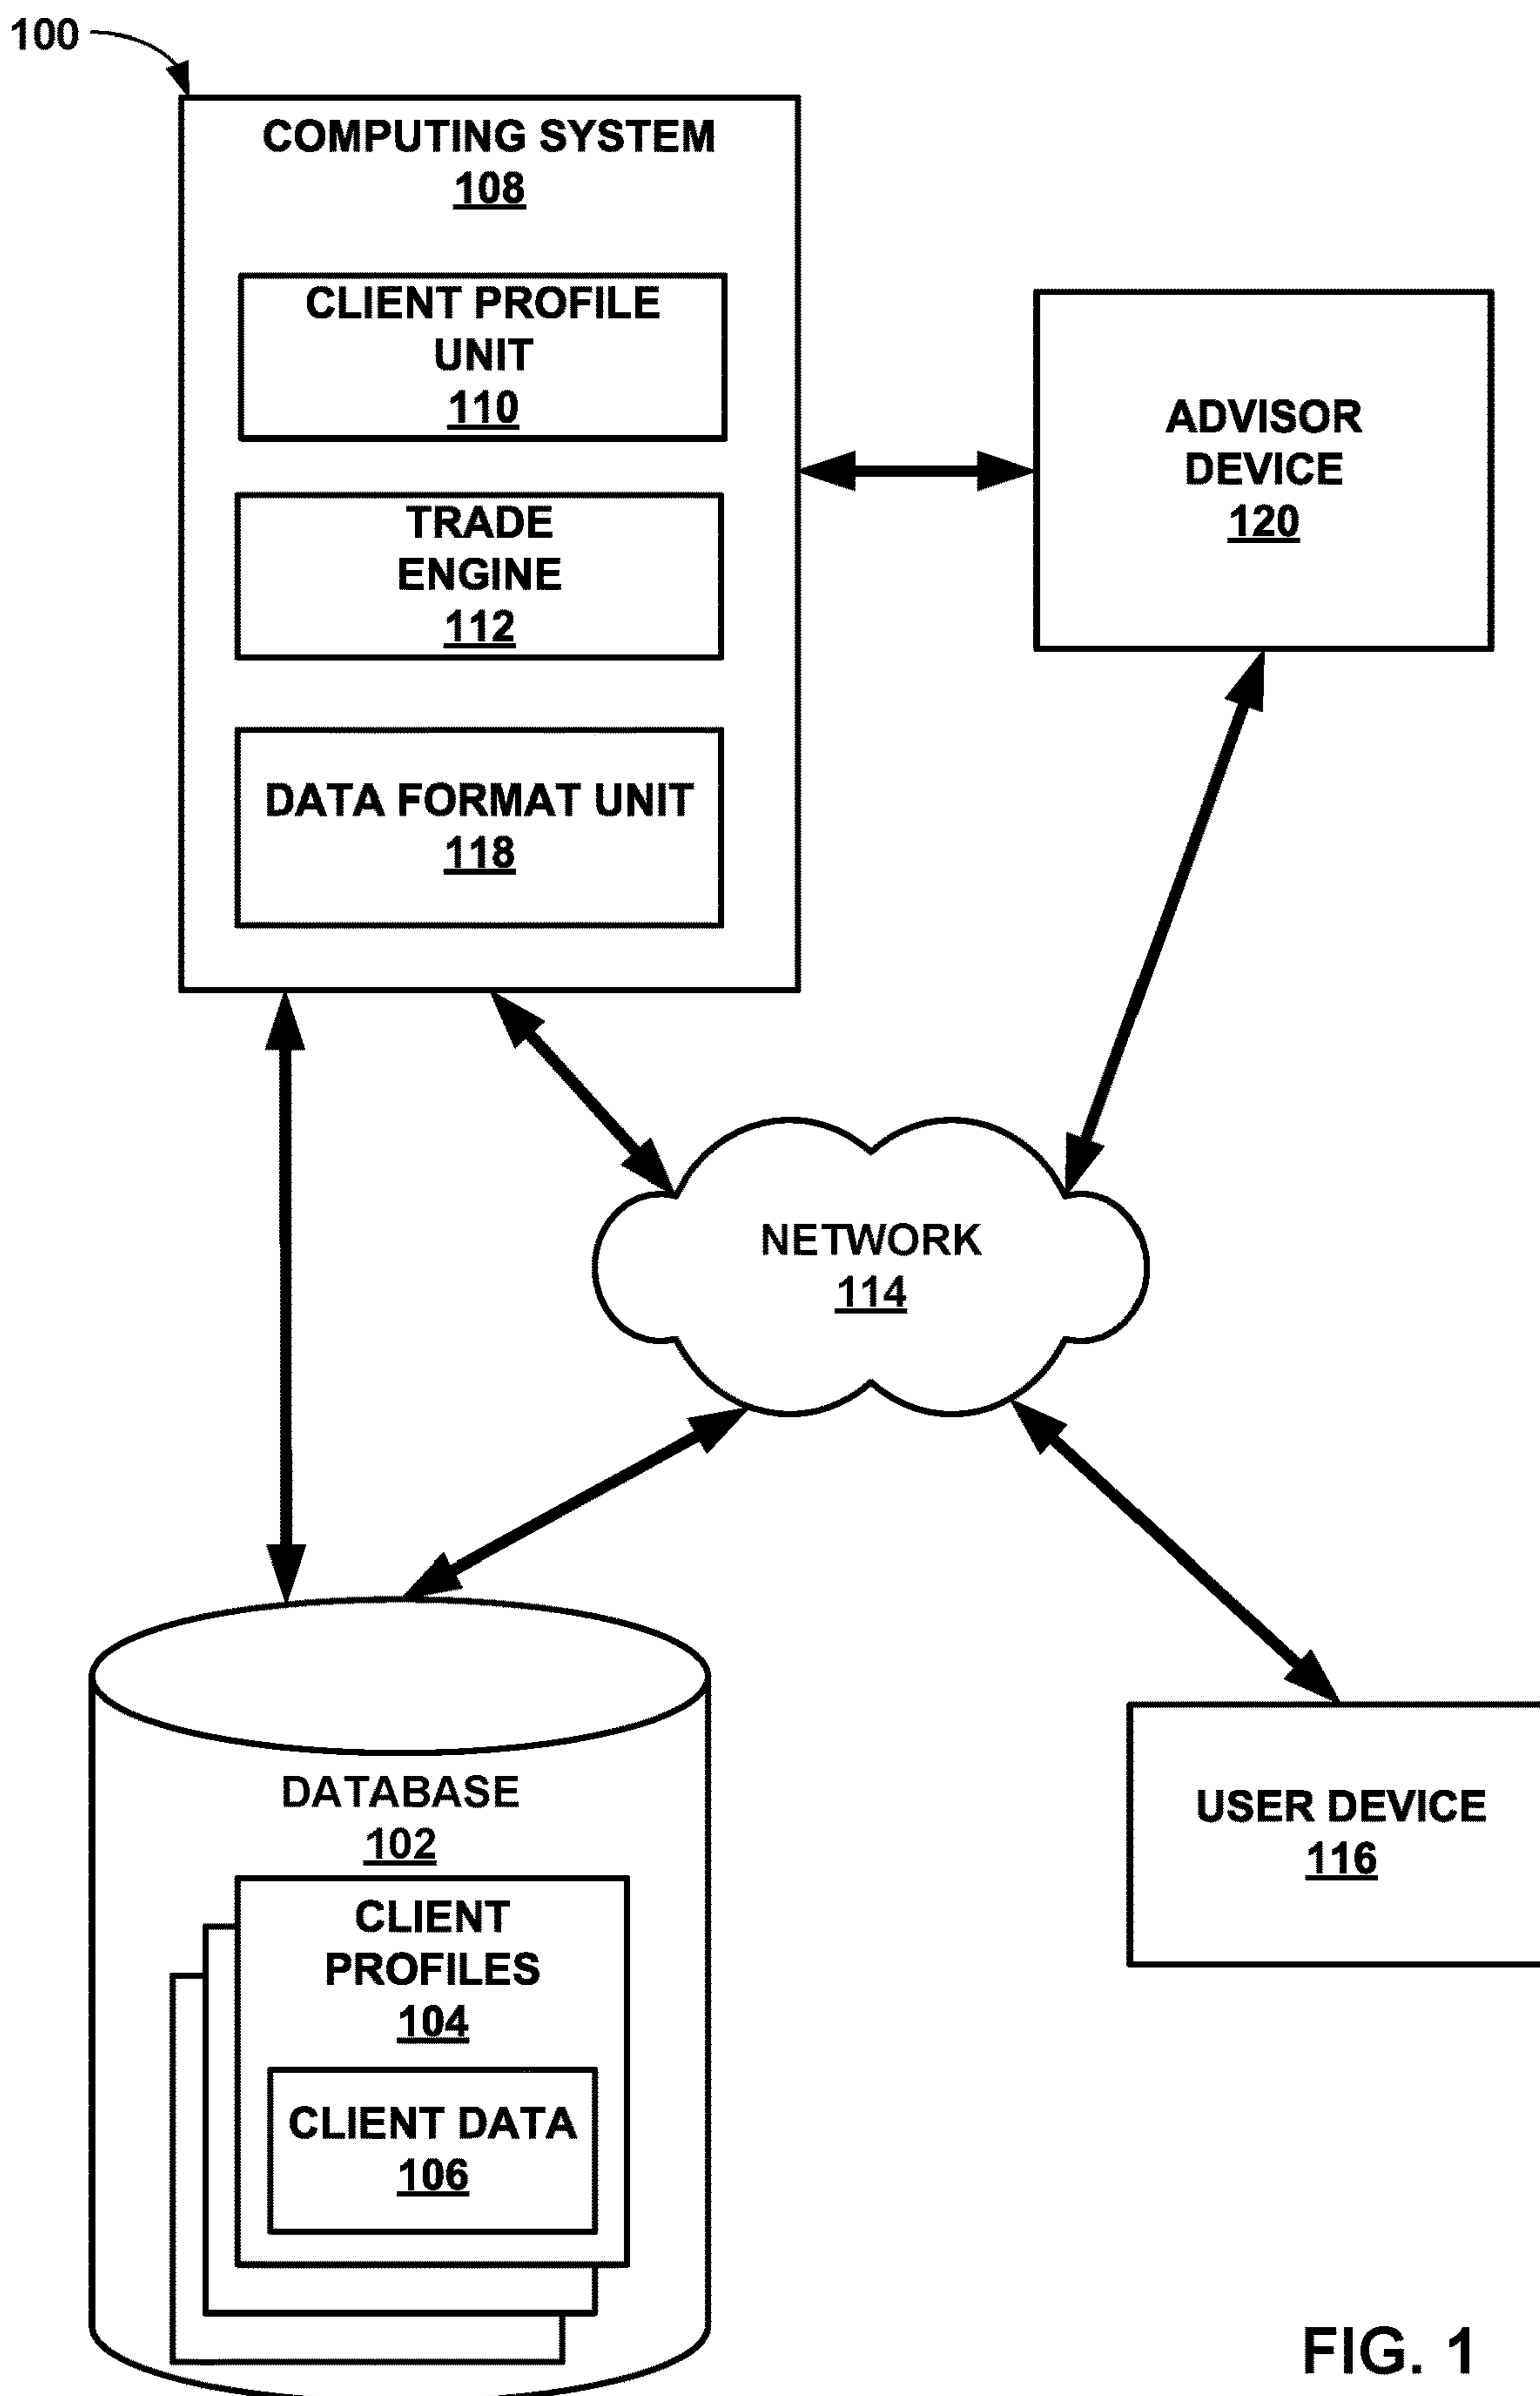 100
COMPUTING SYSTEM
108
CLIENT PROFILE
UNIT
110
TRADE
ENGINE
112
DATA FORMAT UNIT
118
ADVISOR
DEVICE
120
NETWORK
114
DATABASE
102
CLIENT
PROFILES
104
CLIENT DATA
106
USER DEVICE
116
FIG. 1